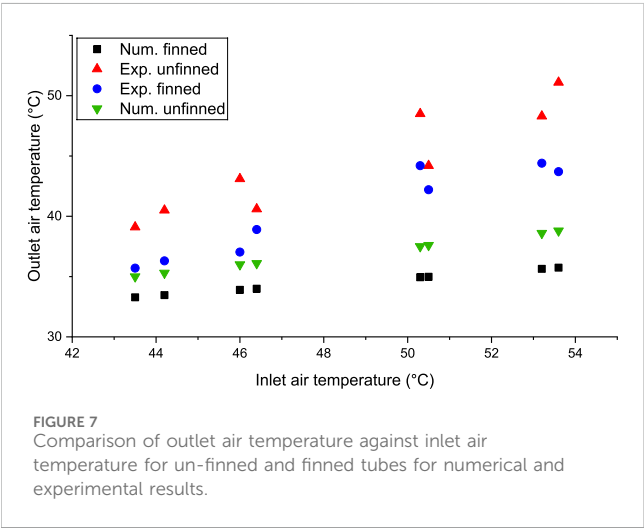 Num. finned
Exp. unfinned
Exp. finned
Num. unfinned
Outlet air temperature (°C)
50
40
30
42 44 46 48 50 52 54
Inlet air temperature (°C)
FIGURE 7
Comparison of outlet air temperature against inlet air
temperature for un-finned and finned tubes for numerical and
experimental results.